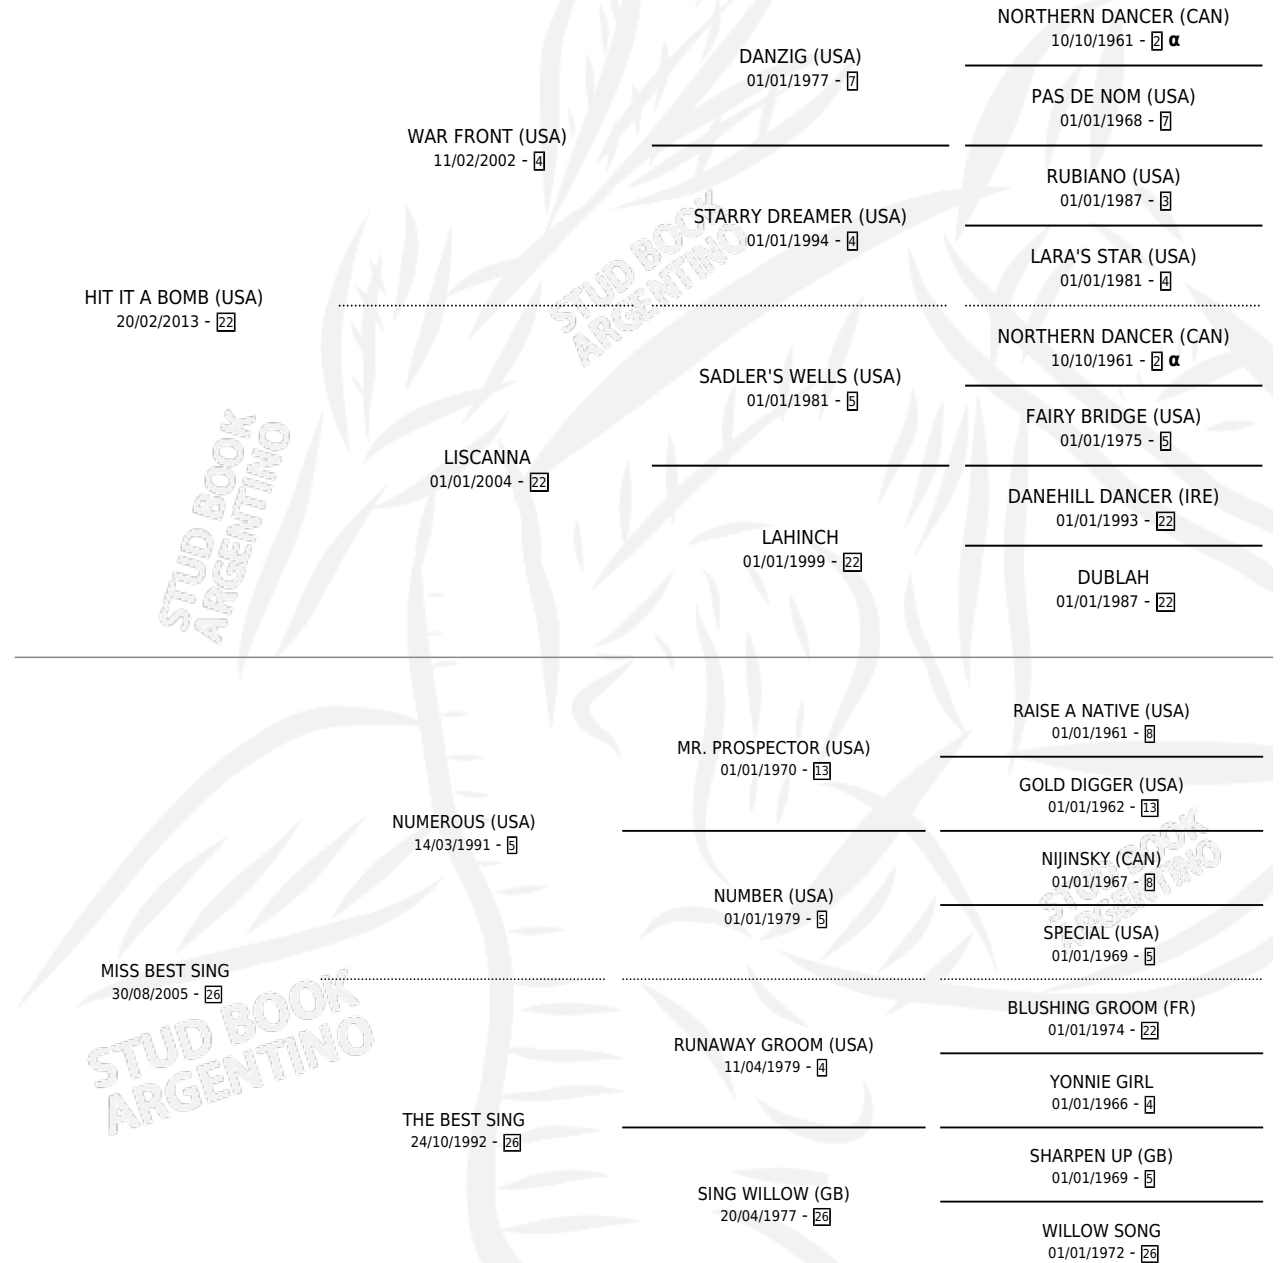 NORTHERN DANCER (CAN)
10/10/1961 - 2 α
DANZIG (USA)
01/01/1977 - 7
PAS DE NOM (USA)
01/01/1968 - 7
WAR FRONT (USA)
11/02/2002 - 4
RUBIANO (USA)
01/01/1987 - 3
STARRY DREAMER (USA)
01/01/1994 - 4
LARA'S STAR (USA)
01/01/1981 - 4
HIT IT A BOMB (USA)
20/02/2013 - 22
NORTHERN DANCER (CAN)
10/10/1961 - 2 α
SADLER'S WELLS (USA)
01/01/1981 - 5
FAIRY BRIDGE (USA)
01/01/1975 - 5
LISCANNA
01/01/2004 - 22
DANEHILL DANCER (IRE)
01/01/1993 - 22
LAHINCH
01/01/1999 - 22
DUBLAH
01/01/1987 - 22
RAISE A NATIVE (USA)
01/01/1961 - 8
MR. PROSPECTOR (USA)
01/01/1970 - 13
GOLD DIGGER (USA)
01/01/1962 - 13
NUMEROUS (USA)
14/03/1991 - 5
NIJINSKY (CAN)
01/01/1967 - 8
NUMBER (USA)
01/01/1979 - 5
SPECIAL (USA)
01/01/1969 - 5
MISS BEST SING
30/08/2005 - 26
BLUSHING GROOM (FR)
01/01/1974 - 22
RUNAWAY GROOM (USA)
11/04/1979 - 4
YONNIE GIRL
01/01/1966 - 4
THE BEST SING
24/10/1992 - 26
SHARPEN UP (GB)
01/01/1969 - 5
SING WILLOW (GB)
20/04/1977 - 26
WILLOW SONG
01/01/1972 - 26
STUD BOOK
ARGENTINO
STUD BOOK
ARGENTINO
STUD BOOK
ARGENTINO
STUD BOOK
ARGENTINO